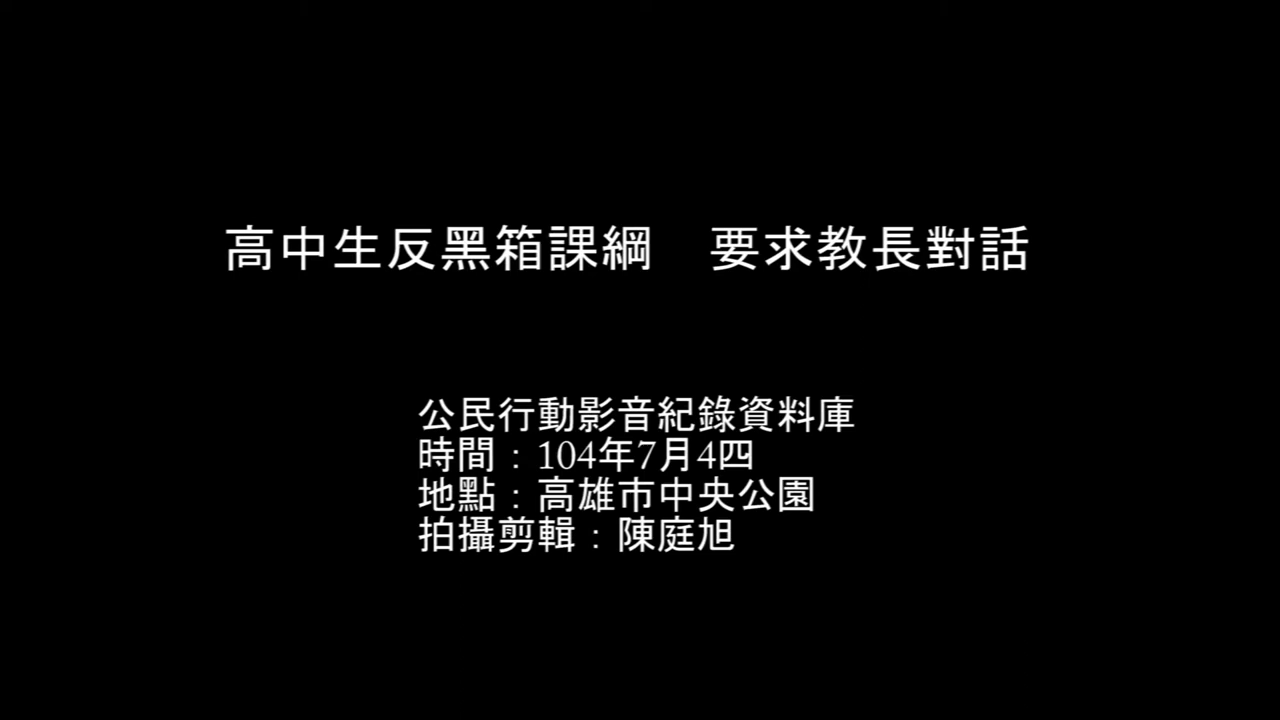 高中生反黑箱課綱　要求教長對話
公民行動影音紀錄資料庫
時間：104年7月4四
地點：高雄市中央公園
拍攝剪輯：陳庭旭